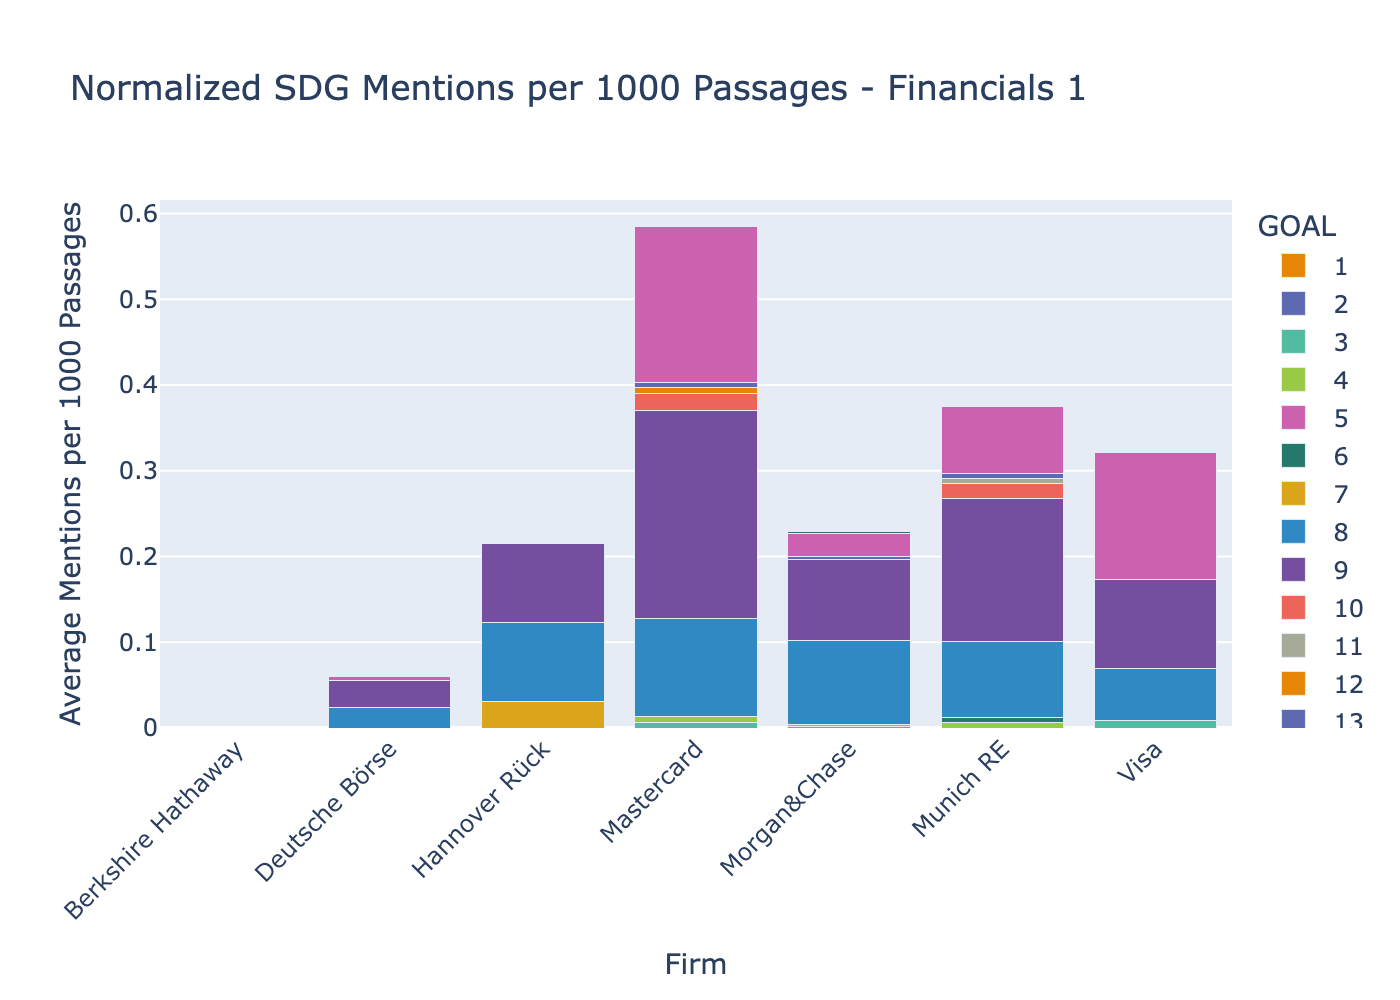 Normalized SDG Mentions per 1000 Passages - Financials 1
Average Mentions per 1000 Passages
0.6
0.5
0.4
0.3
0.2
0.1
0
Berkshire Hathaway
Deutsche Börse
Hannover Rück
Mastercard
Morgan&Chase
Munich RE
Visa
Firm
GOAL
1
2
3
4
5
6
7
8
9
10
11
12
13